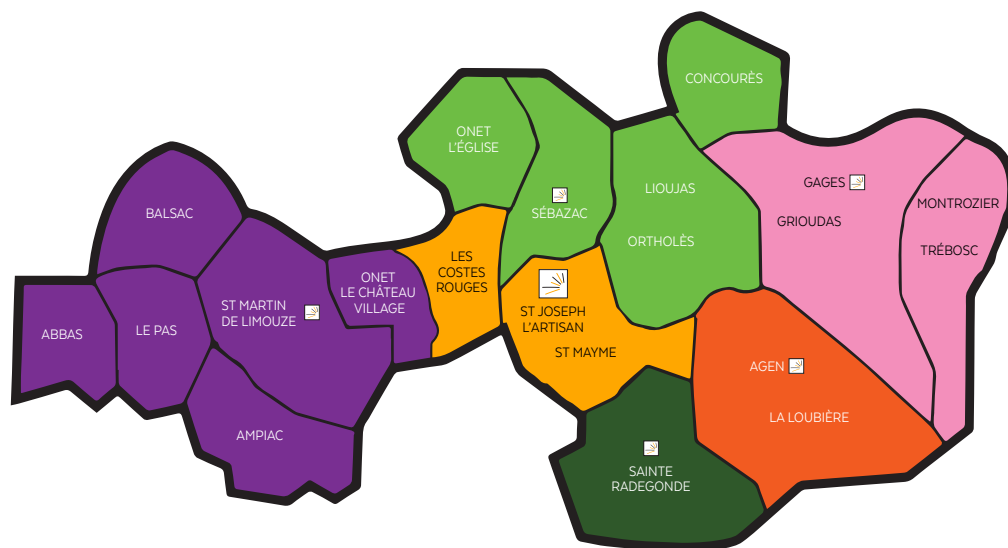 CONCOURÈS
ONET
L'ÉGLISE
SÉBAZAC
LIOUJAS
ORTHOLÈS
GAGES
GRIOUDAS
MONTROZIER
TRÉBOSC
BALSAC
ABBAS
LE PAS
ST MARTIN
DE LIMOUZE
ONET
LE CHÂTEAU
VILLAGE
LES
COSTES
ROUGES
ST JOSEPH
L'ARTISAN
ST MAYME
AGEN
LA LOUBIÈRE
AMPIAC
SAINTE
RADEGONDE